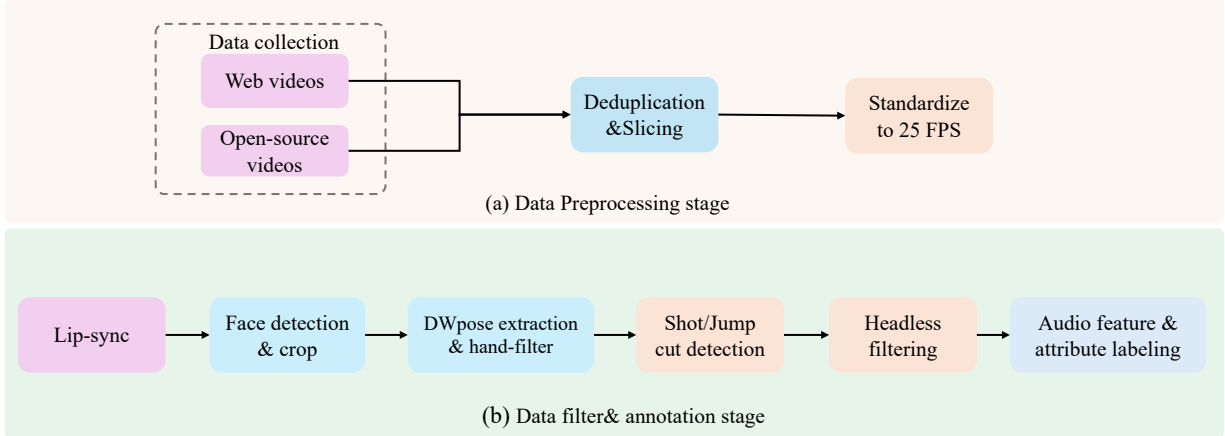 Data collection
Web videos
Open-source
videos
Deduplication
&Slicing
Standardize
to 25 FPS
(a) Data Preprocessing stage
Lip-sync
Face detection
& crop
DWpose extraction
& hand-filter
Shot/Jump
cut detection
Headless
filtering
Audio feature &
attribute labeling
(b) Data filter& annotation stage